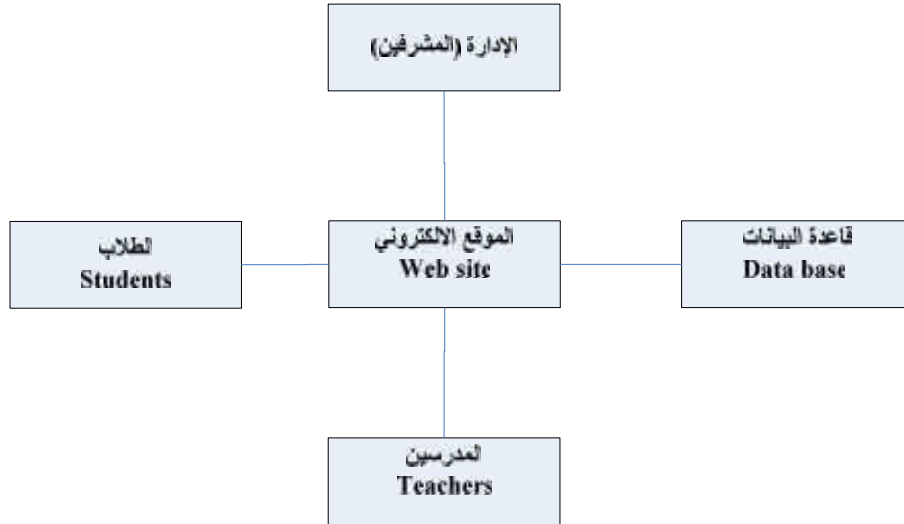 الإدارة (المشرفين)
الطلاب
Students
الموقع الالكتروني
Web site
قاعدة البيانات
Data base
المدرسين
Teachers